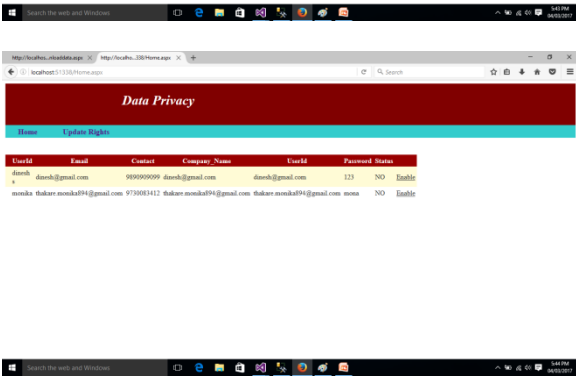 Search the web and Windows
5:43 PM
04/03/2017
http://localhos...nloaddata.aspx × http://localho...338/Home.aspx × +
localhost:51338/Home.aspx Search
Data Privacy
Home Update Rights
UserId Email Contact Company_Name UserId Password Status
dinesh
s
dinesh@gmail.com 9890909099 dinesh@gmail.com dinesh@gmail.com 123 NO Enable
monika thakare.monika894@gmail.com 9730083412 thakare.monika894@gmail.com thakare.monika894@gmail.com mona NO Enable
Search the web and Windows
5:44 PM
04/03/2017